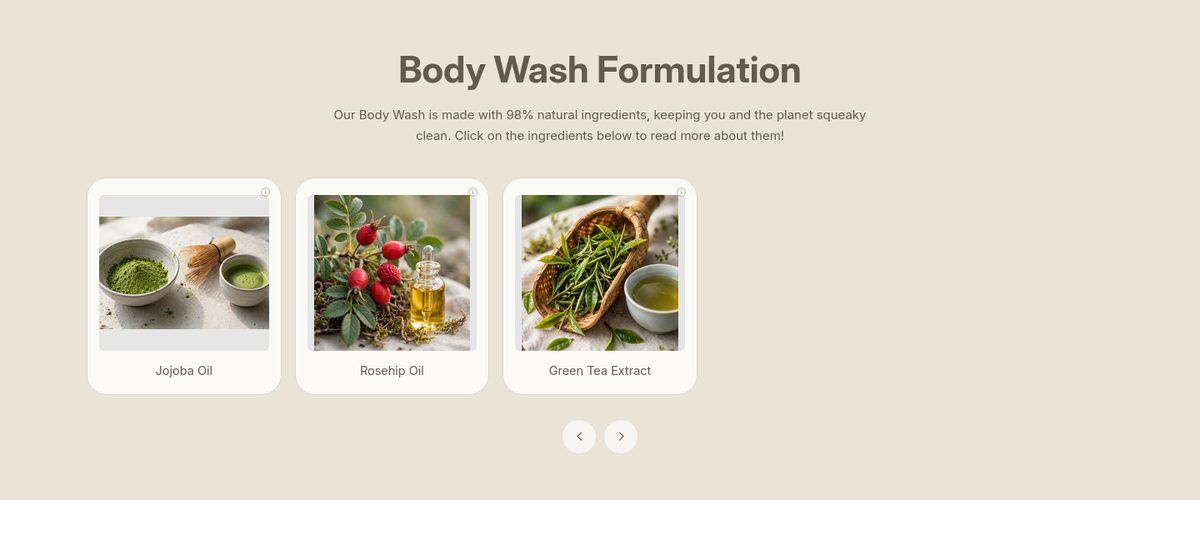 Body Wash Formulation
Our Body Wash is made with 98% natural ingredients, keeping you and the planet squeaky
clean. Click on the ingredients below to read more about them!
Jojoba Oil
Rosehip Oil
Green Tea Extract